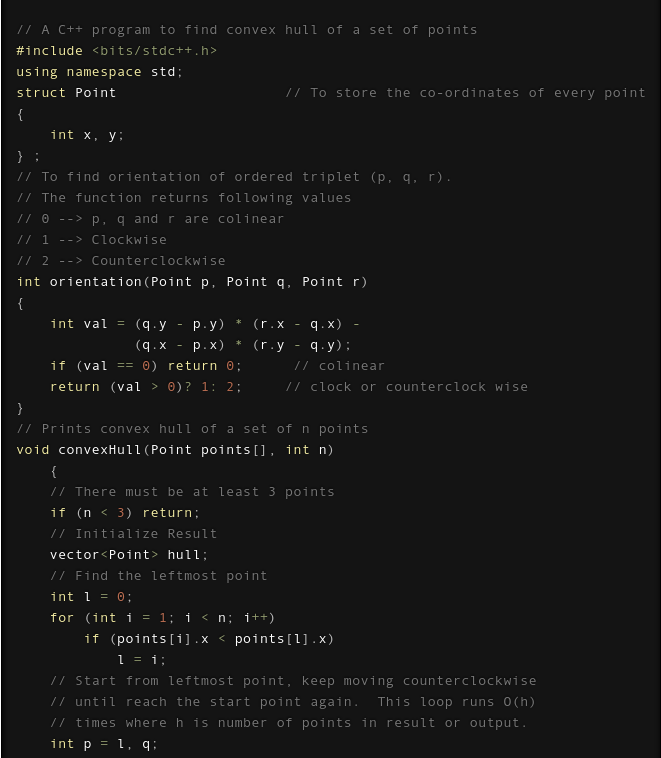 // A C++ program to find convex hull of a set of points
#include <bits/stdc++.h>
using namespace std;
struct Point                    // To store the co-ordinates of every point
{
    int x, y;
} ;
// To find orientation of ordered triplet (p, q, r).
// The function returns following values
// 0 --> p, q and r are colinear
// 1 --> Clockwise
// 2 --> Counterclockwise
int orientation(Point p, Point q, Point r)
{
    int val = (q.y - p.y) * (r.x - q.x) -
              (q.x - p.x) * (r.y - q.y);
    if (val == 0) return 0;      // colinear
    return (val > 0)? 1: 2;     // clock or counterclock wise
}
// Prints convex hull of a set of n points
void convexHull(Point points[], int n)
    {
    // There must be at least 3 points
    if (n < 3) return;
    // Initialize Result
    vector<Point> hull;
    // Find the leftmost point
    int l = 0;
    for (int i = 1; i < n; i++)
        if (points[i].x < points[l].x)
            l = i;
    // Start from leftmost point, keep moving counterclockwise
    // until reach the start point again.  This loop runs O(h)
    // times where h is number of points in result or output.
    int p = l, q;